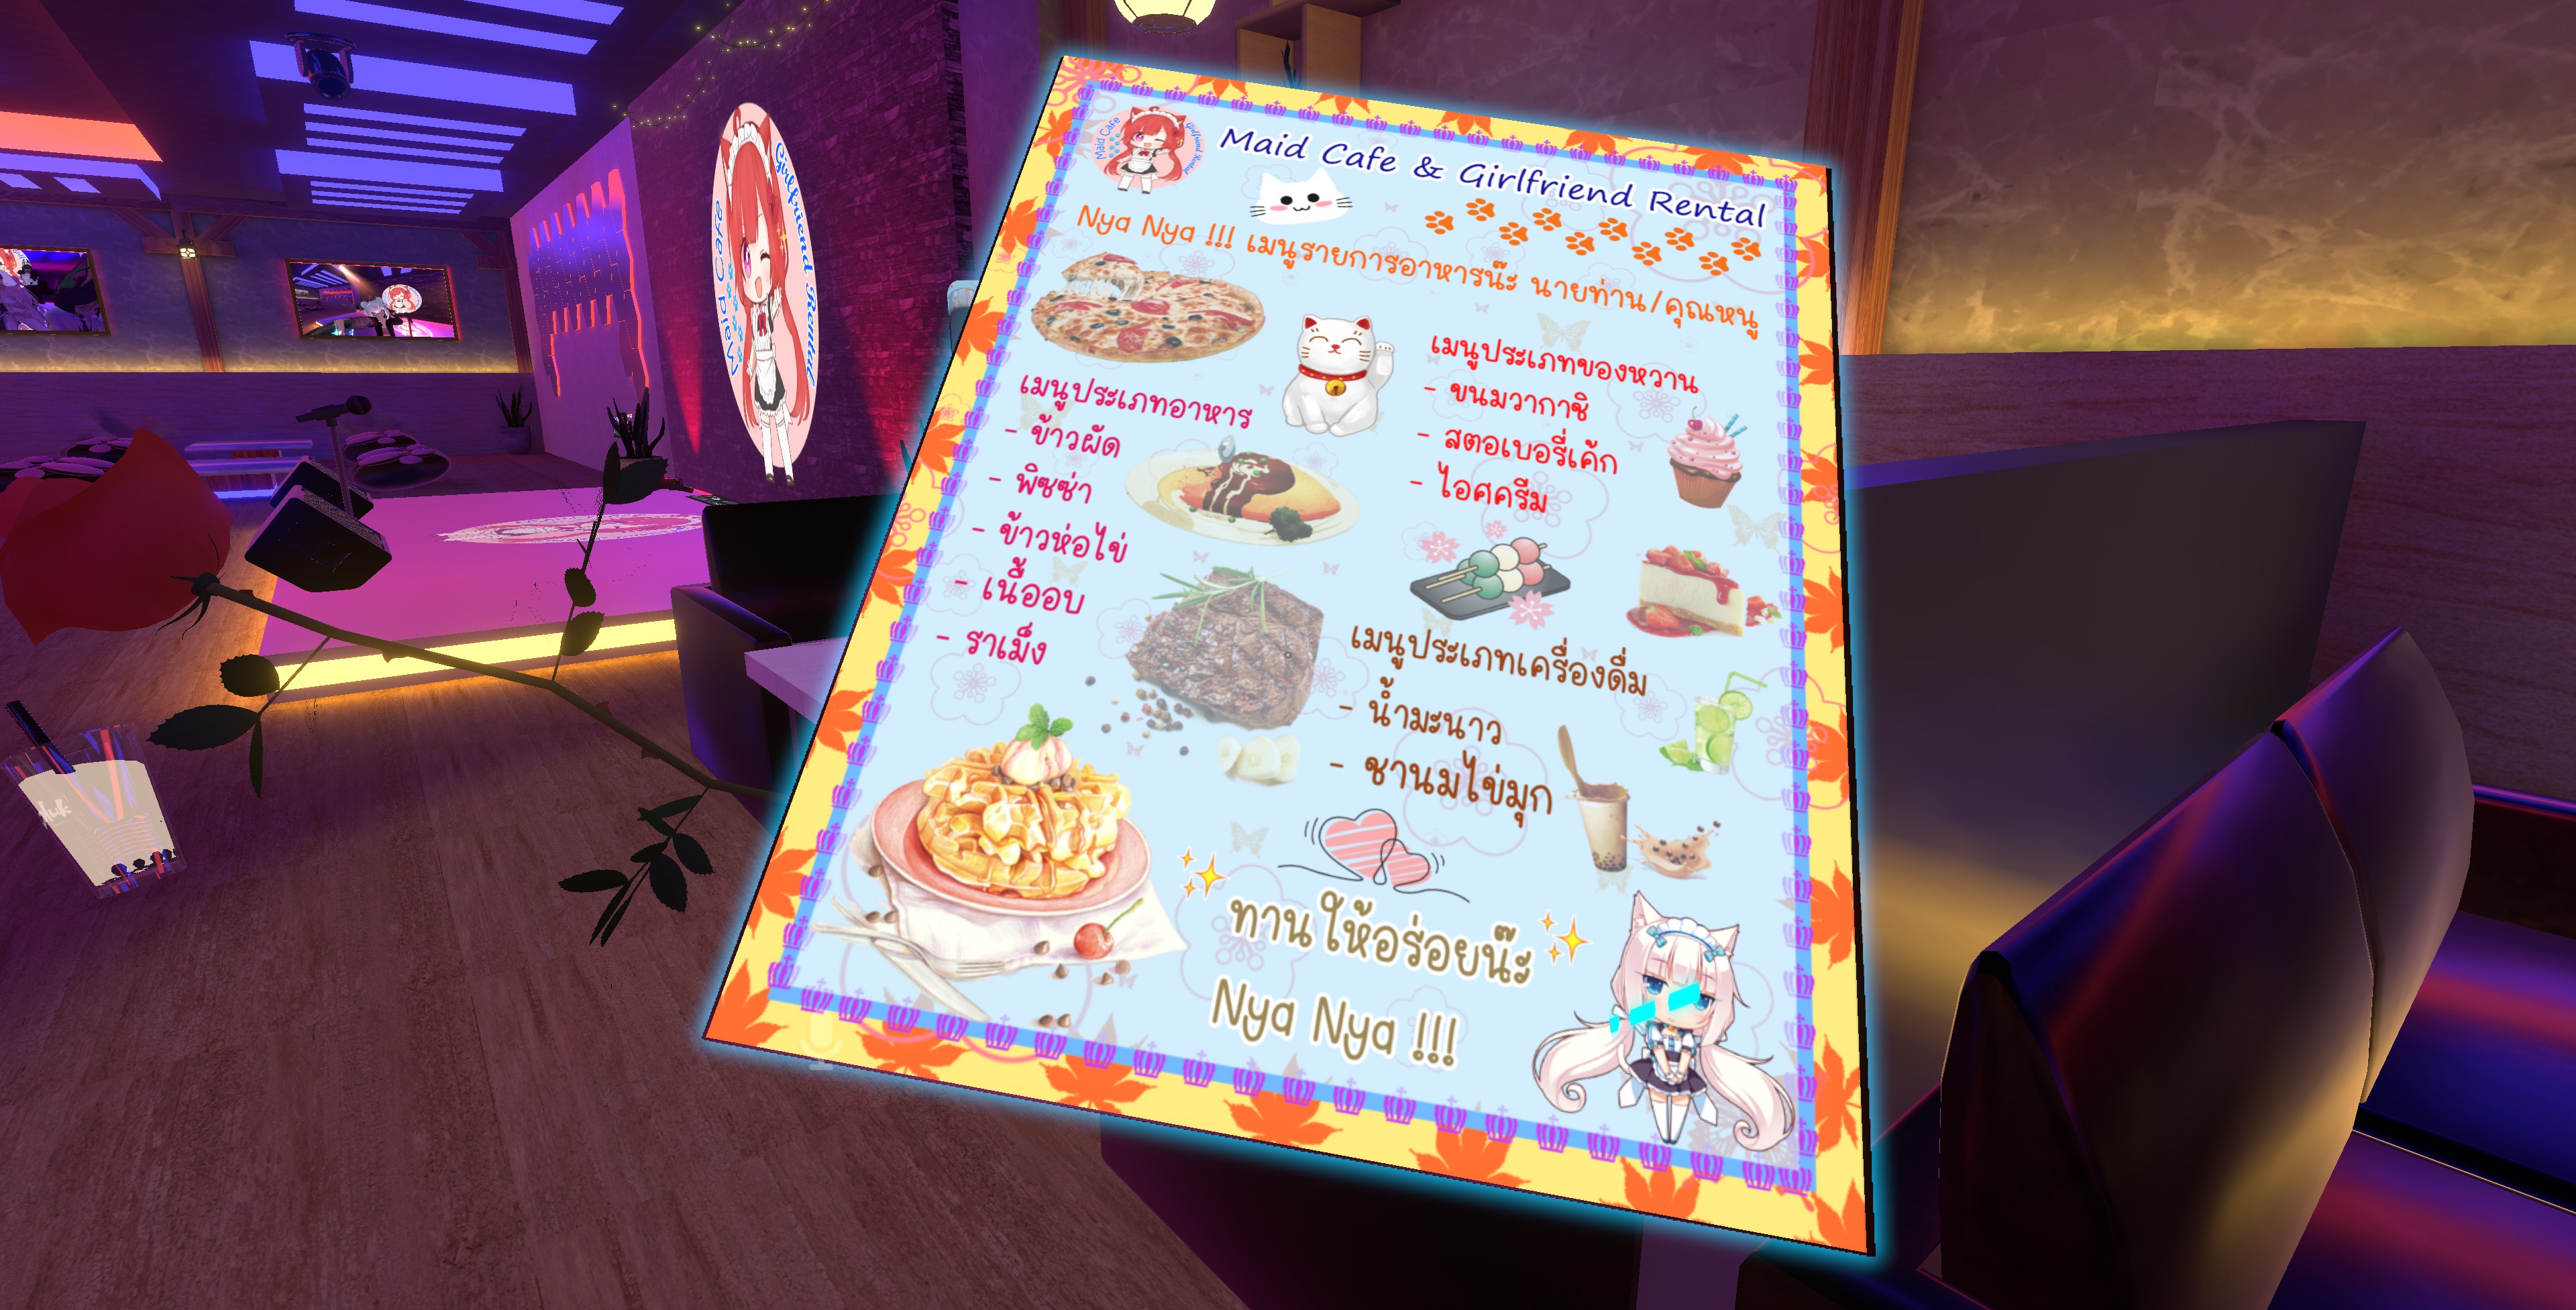 Maid Cafe
Girlfriend Rental
Maid Cafe
Girlfriend Rental
Maid Cafe & Girlfriend Rental
Nya Nya !!! เมนูรายการอาหารน๊ะ นายท่าน/คุณหนู
เมนูประเภทอาหาร
- ข้าวผัด
- พิซซ่า
- ข้าวห่อไข่
- เนื้ออบ
- ราเม็ง
เมนูประเภทของหวาน
- ขนมวากาชิ
- สตอเบอรี่เค้ก
- ไอศครีม
เมนูประเภทเครื่องดื่ม
- น้ำมะนาว
- ชานมไข่มุก
ทานให้อร่อยน๊ะ
Nya Nya !!!